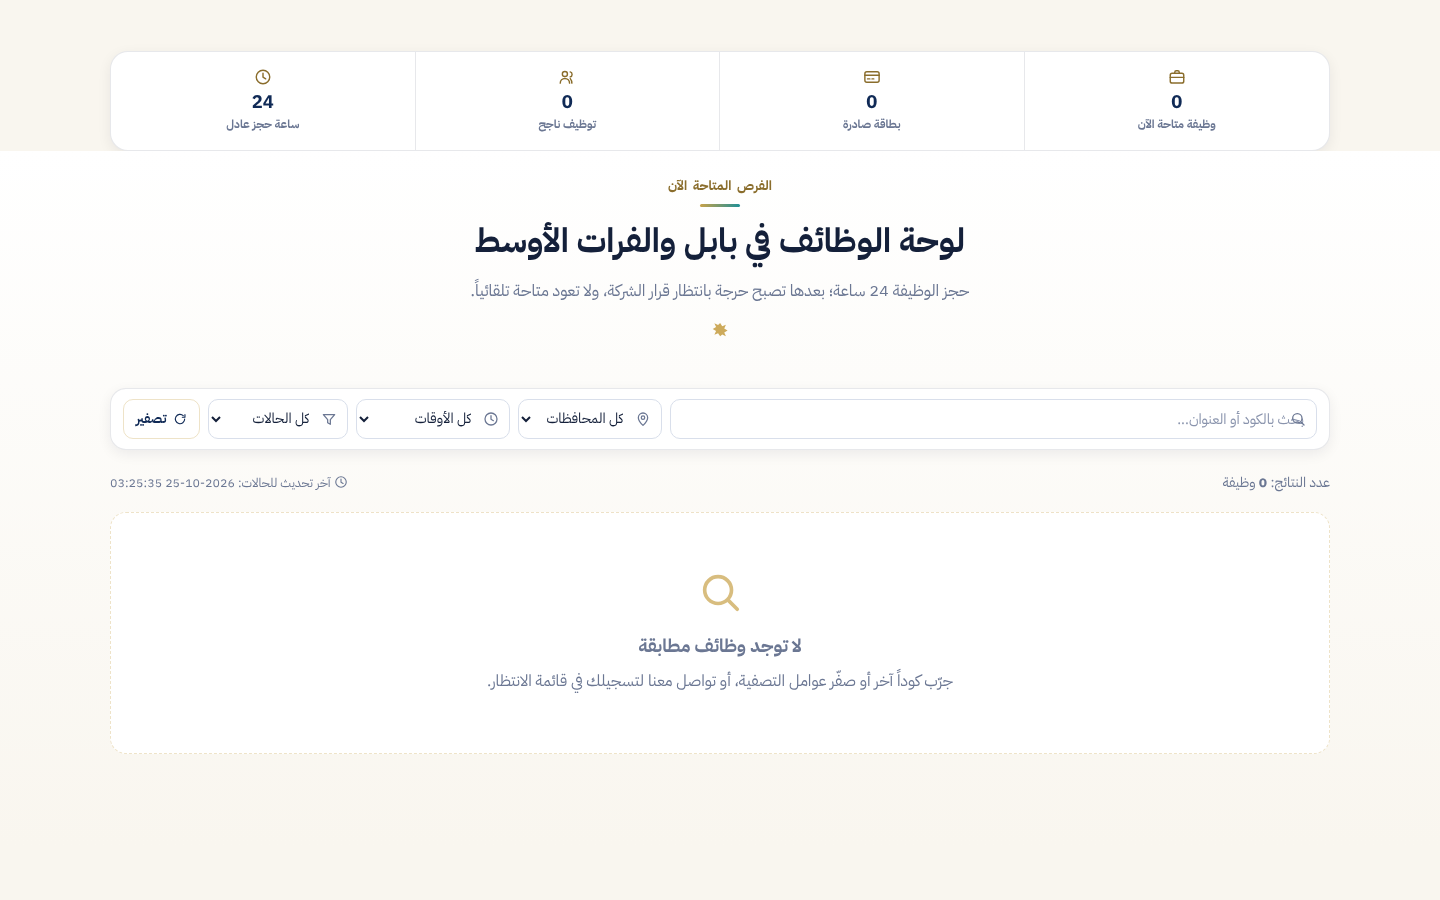 0
وظيفة متاحة الآن
0
بطاقة صادرة
0
توظيف ناجح
24
ساعة حجز عادل
الفرص المتاحة الآن
لوحة الوظائف في بابل والفرات الأوسط
حجز الوظيفة 24 ساعة؛ بعدها تصبح حرجة بانتظار قرار الشركة، ولا تعود متاحة تلقائياً.
بالكود أو العنوان...
كل المحافظات
كل الأوقات
كل الحالات
تصفير
عدد النتائج: 0 وظيفة
آخر تحديث للحالات: 2026-10-25 03:25:35
لا توجد وظائف مطابقة
جرّب كوداً آخر أو صفّر عوامل التصفية، أو تواصل معنا لتسجيلك في قائمة الانتظار.